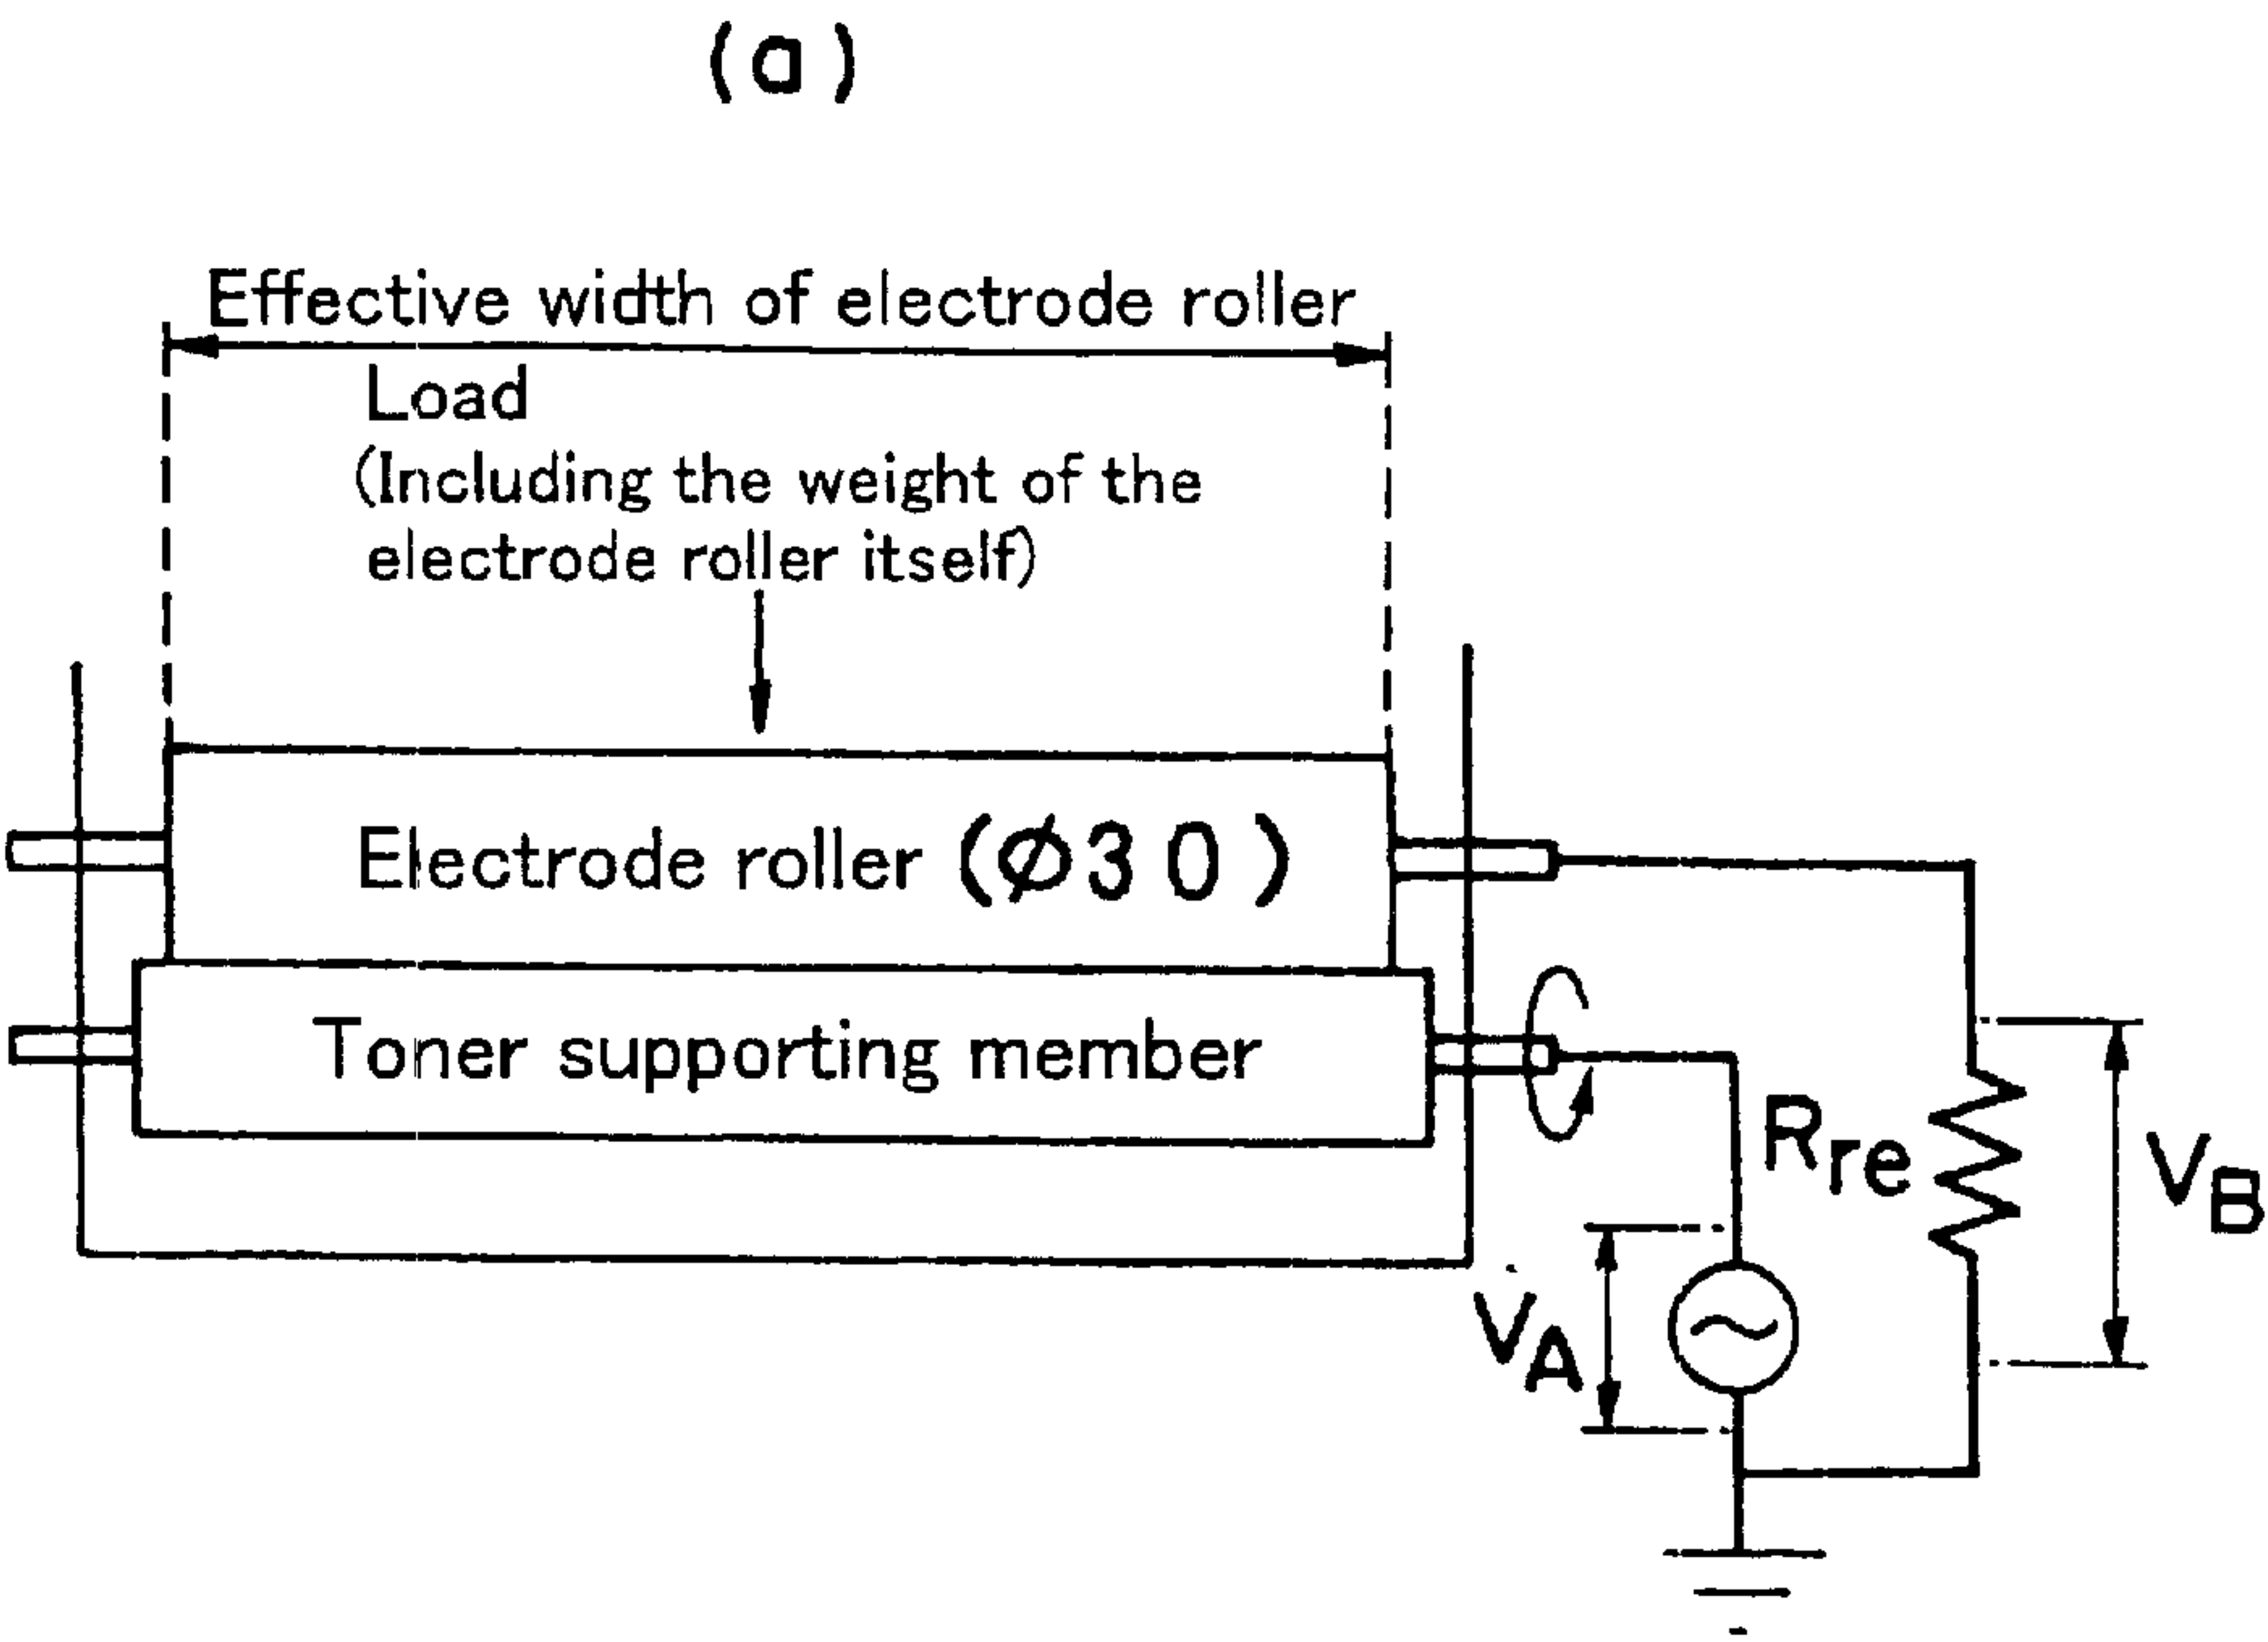 (a)
Effective width of electrode roller
Load
(Including the weight of the
electrode roller itself)
Electrode roller (φ30)
Toner supporting member
Rre
VB
VA